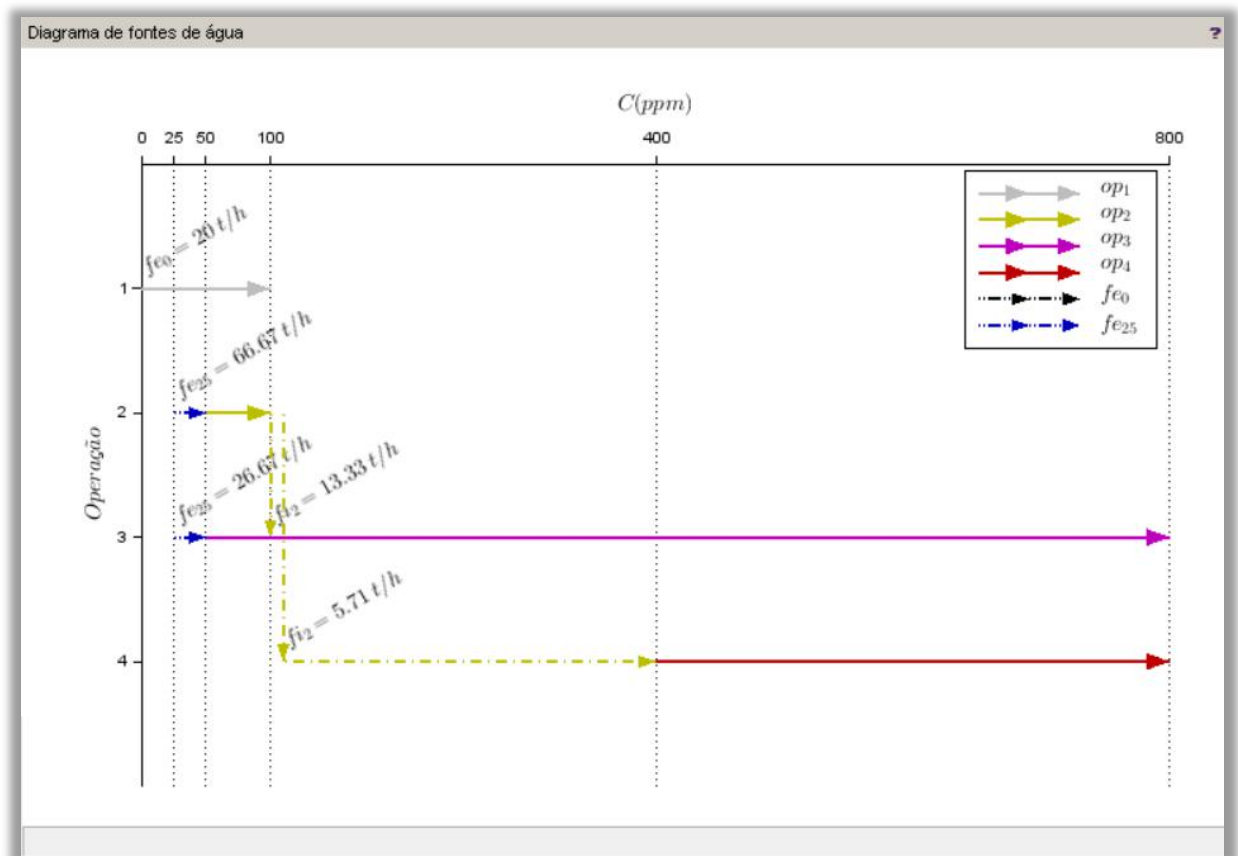 Diagrama de fontes de água ?
C(ppm)
0 25 50 100 400 800
op₁
op₂
op₃
op₄
fe₀
fe₂₅
fe₀ = 20 t/h
1
fe₂₅ = 66.67 t/h
2
Operação
fe₂₅ = 26.67 t/h
fi₂ = 13.33 t/h
3
fi₂ = 5.71 t/h
4